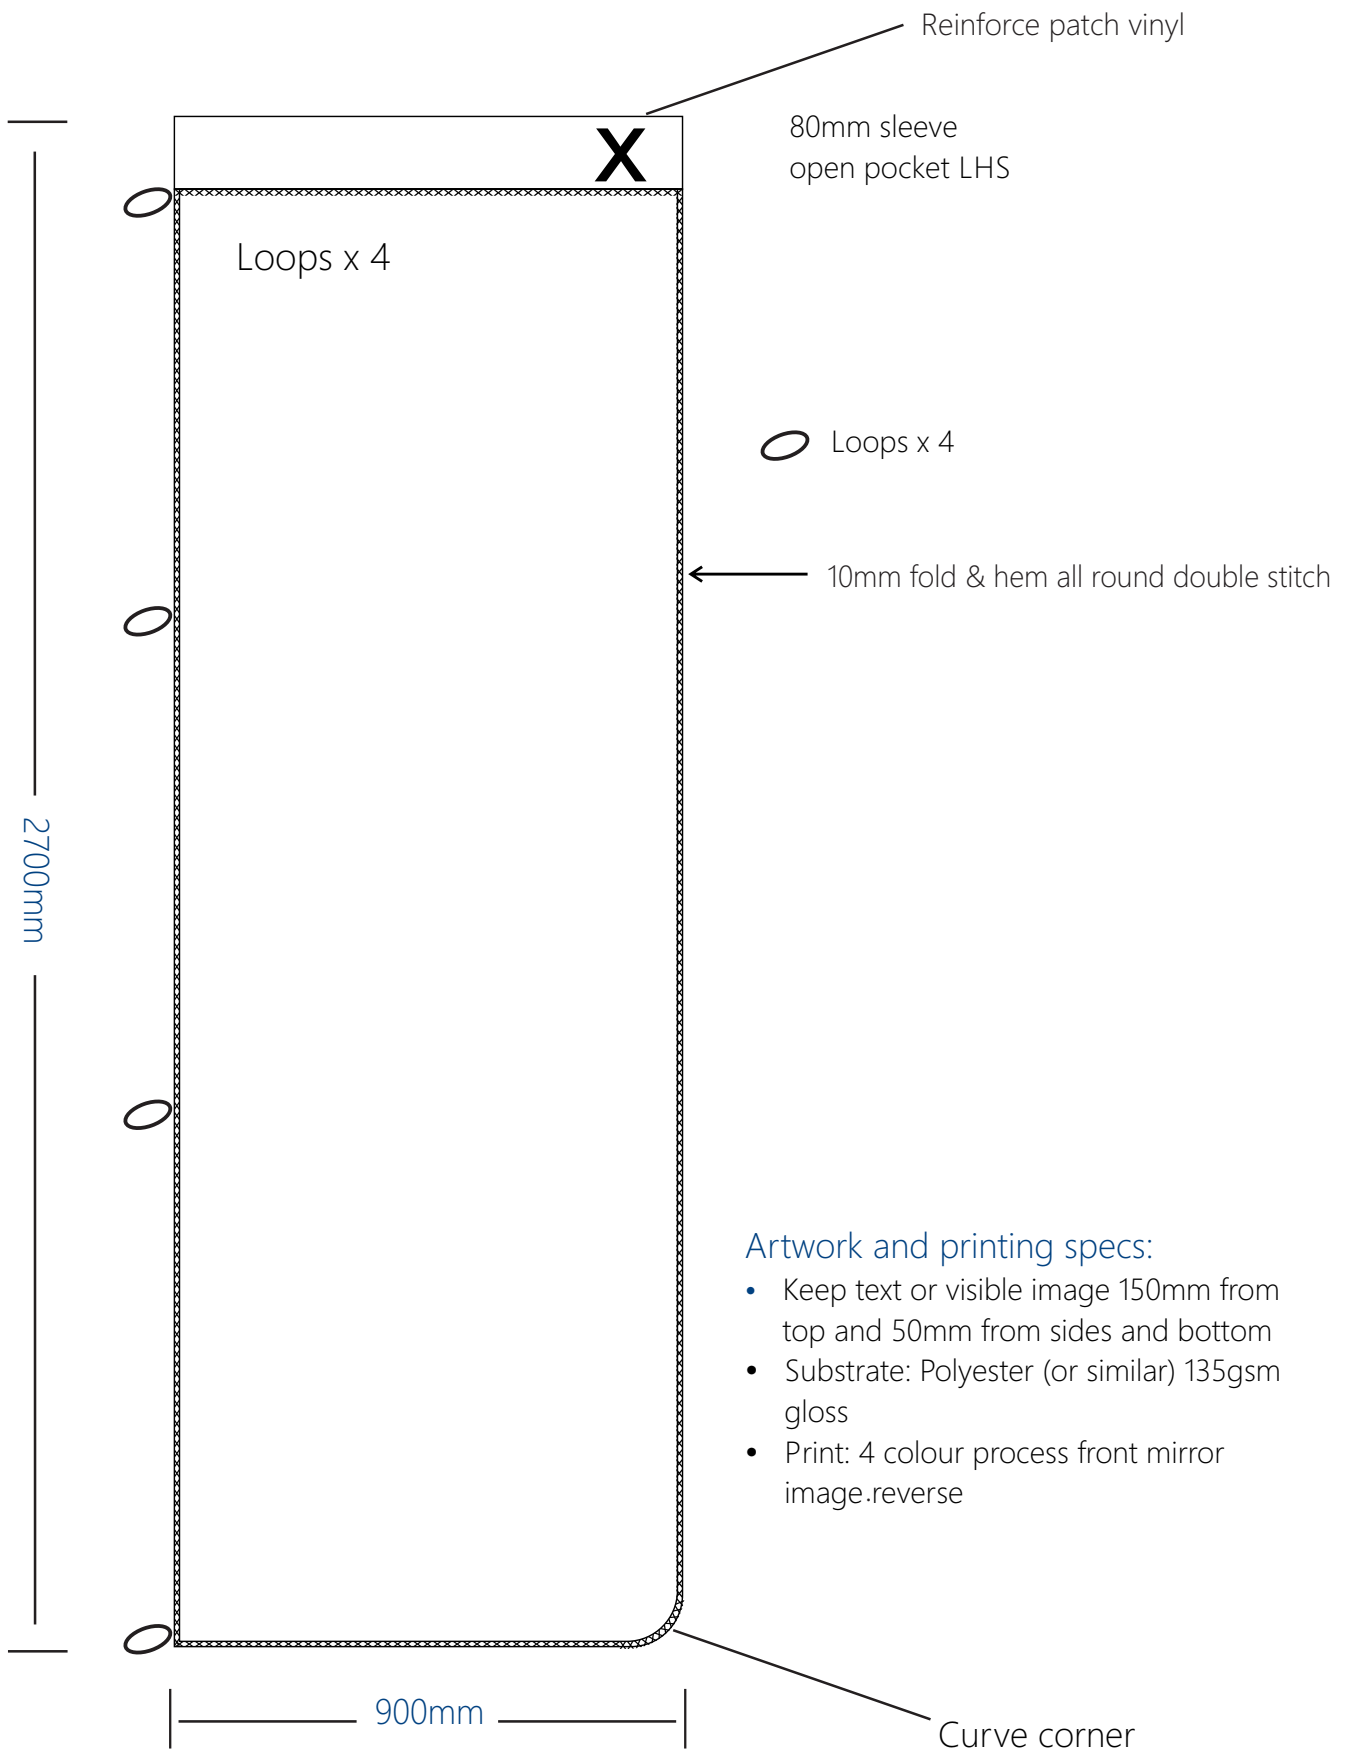 Reinforce patch vinyl
X
80mm sleeve
open pocket LHS
Loops x 4
Loops x 4
10mm fold & hem all round double stitch
2700mm
Artwork and printing specs:
• Keep text or visible image 150mm from
top and 50mm from sides and bottom
• Substrate: Polyester (or similar) 135gsm
gloss
• Print: 4 colour process front mirror
image.reverse
900mm
Curve corner